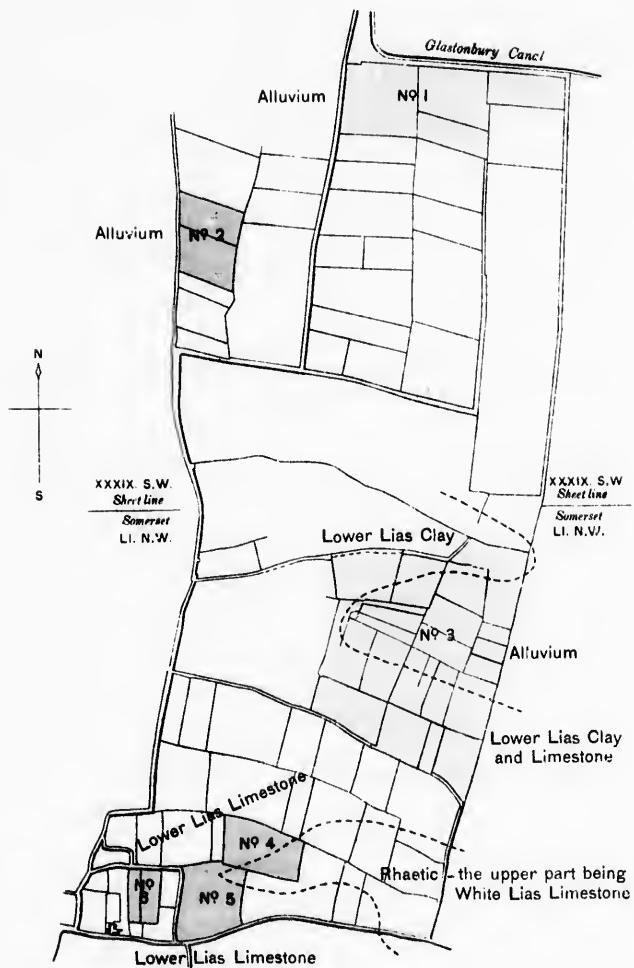 Glastonbury Canal
Alluvium
Nº 1
Alluvium
Nº 2
N
S
XXXIX. S.W.
Sheet line
Somerset
LI. N.W.
XXXIX. S.W
Sheet line
Somerset
LI. N.W.
Lower Lias Clay
Nº 3
Alluvium
Lower Lias Clay
and Limestone
Lower Lias Limestone
Nº 4
Rhaetic - the upper part being
White Lias Limestone
Nº
Nº 5
Lower Lias Limestone